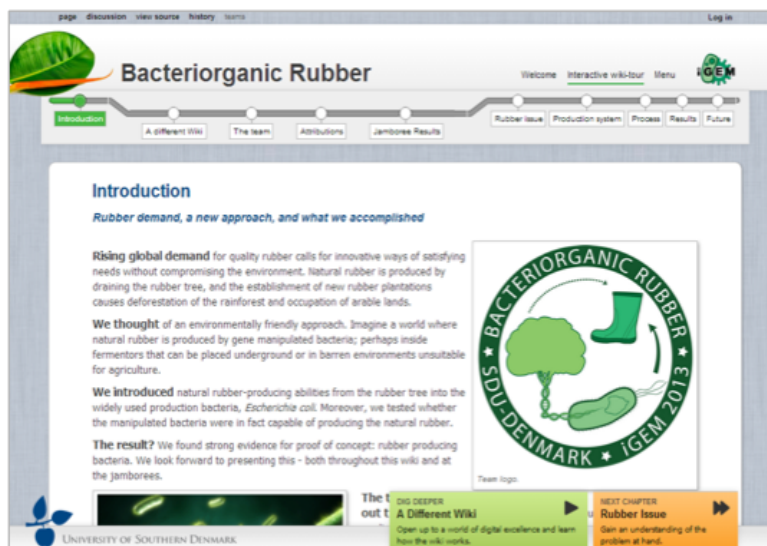 page discussion view source history teams Log in
Bacteriorganic Rubber
Welcome Interactive wiki-tour Menu iGEM
Introduction
A different Wiki The team Attributions Jamboree Results
Rubber issue Production system Process Results Future
Introduction
Rubber demand, a new approach, and what we accomplished
Rising global demand for quality rubber calls for innovative ways of satisfying
needs without compromising the environment. Natural rubber is produced by
draining the rubber tree, and the establishment of new rubber plantations
causes deforestation of the rainforest and occupation of arable lands.
We thought of an environmentally friendly approach. Imagine a world where
natural rubber is produced by gene manipulated bacteria; perhaps inside
fermentors that can be placed underground or in barren environments unsuitable
for agriculture.
We introduced natural rubber-producing abilities from the rubber tree into the
widely used production bacteria, Escherichia coli. Moreover, we tested whether
the manipulated bacteria were in fact capable of producing the natural rubber.
The result? We found strong evidence for proof of concept: rubber producing
bacteria. We look forward to presenting this - both throughout this wiki and at
the jamborees.
BACTERIORGANIC RUBBER
SDU-DENMARK ★ iGEM 2013
Team logo.
The t
out t
DIG DEEPER
A Different Wiki
Open up to a world of digital excellence and learn
how the wiki works.
NEXT CHAPTER
Rubber Issue
Gain an understanding of the
problem at hand.
UNIVERSITY OF SOUTHERN DENMARK